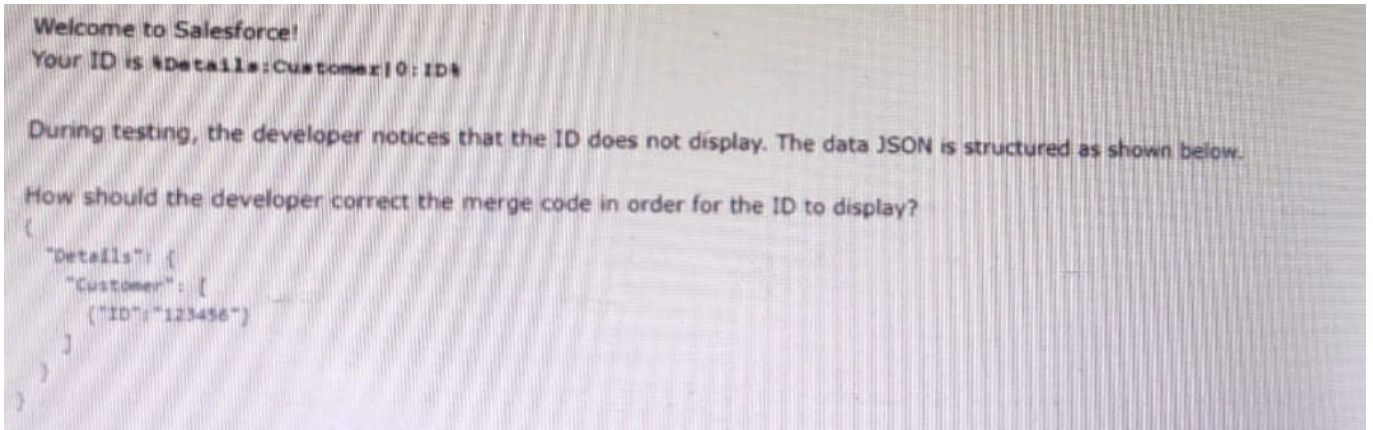 Welcome to Salesforce!
Your ID is %Details:Customer|0:ID%
During testing, the developer notices that the ID does not display. The data JSON is structured as shown below.
How should the developer correct the merge code in order for the ID to display?
{
"Details": {
"Customer": [
{"ID":"123456"}
]
}
}